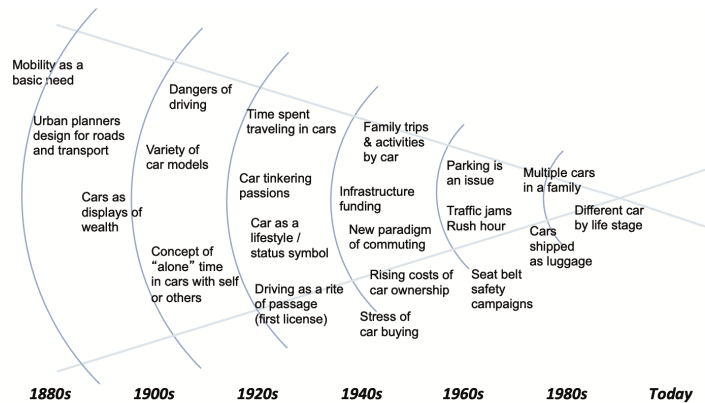 Mobility as a
basic need
Urban planners
design for roads
and transport
Cars as
displays of
wealth
Dangers of
driving
Variety of
car models
Concept of
“alone” time
in cars with self
or others
Time spent
traveling in cars
Car tinkering
passions
Car as a
lifestyle /
status symbol
Driving as a rite
of passage
(first license)
Family trips
& activities
by car
Infrastructure
funding
New paradigm
of commuting
Rising costs of
car ownership
Stress of
car buying
Parking is
an issue
Traffic jams
Rush hour
Seat belt
safety
campaigns
Multiple cars
in a family
Cars
shipped
as luggage
Different car
by life stage
1880s 1900s 1920s 1940s 1960s 1980s Today